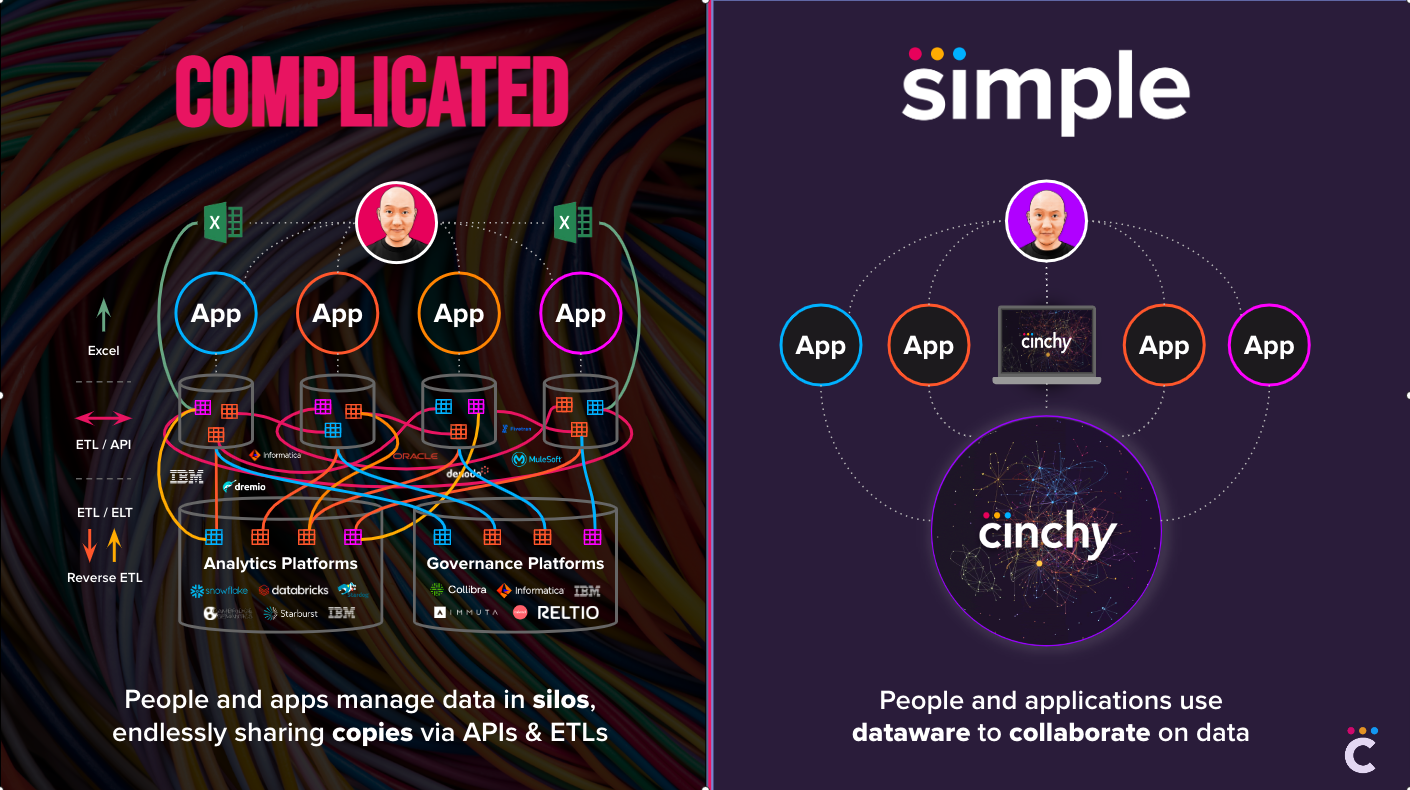 COMPLICATED
X
X
App
App
App
App
Excel
ETL / API
ETL / ELT
Reverse ETL
IBM
Informatica
dremio
ORACLE
denodo
Fivetran
MuleSoft
Analytics Platforms
snowflake
databricks
Starburst
IBM
Governance Platforms
Collibra
Informatica
IBM
IMMUTA
RELTIO
People and apps manage data in silos,
endlessly sharing copies via APIs & ETLs
simple
App
App
cinchy
App
App
cinchy
People and applications use
dataware to collaborate on data
c